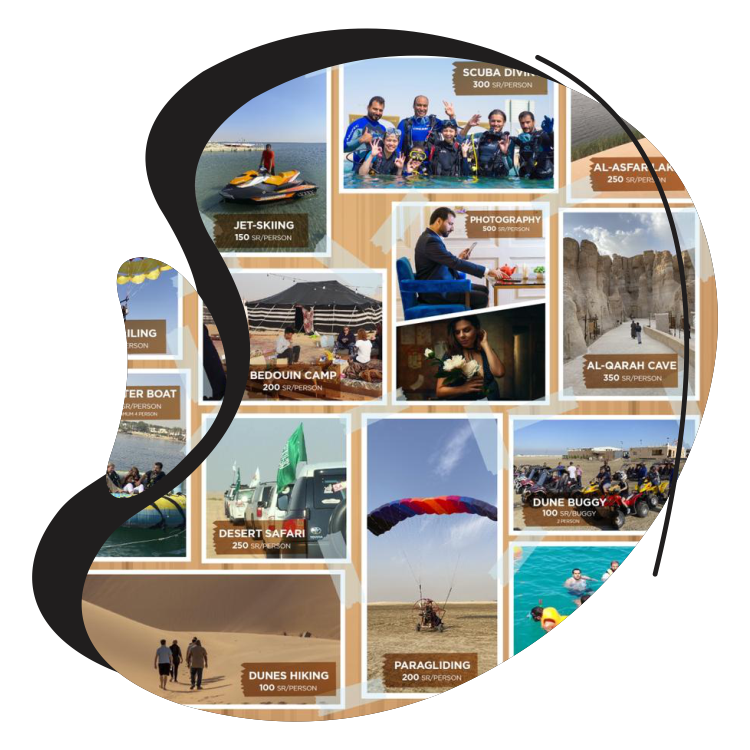 SCUBA DIVIN
300 SR/PERSON
AL-ASFAR LAK
250 SR/PERSON
JET-SKIING
150 SR/PERSON
PHOTOGRAPHY
500 SR/PERSON
ILING
ERSON
BEDOUIN CAMP
200 SR/PERSON
AL-QARAH CAVE
350 SR/PERSON
TER BOAT
SR/PERSON
MUM 4 PERSON
DESERT SAFARI
250 SR/PERSON
DUNE BUGGY
100 SR/BUGGY
2 PERSON
DUNES HIKING
100 SR/PERSON
PARAGLIDING
200 SR/PERSON